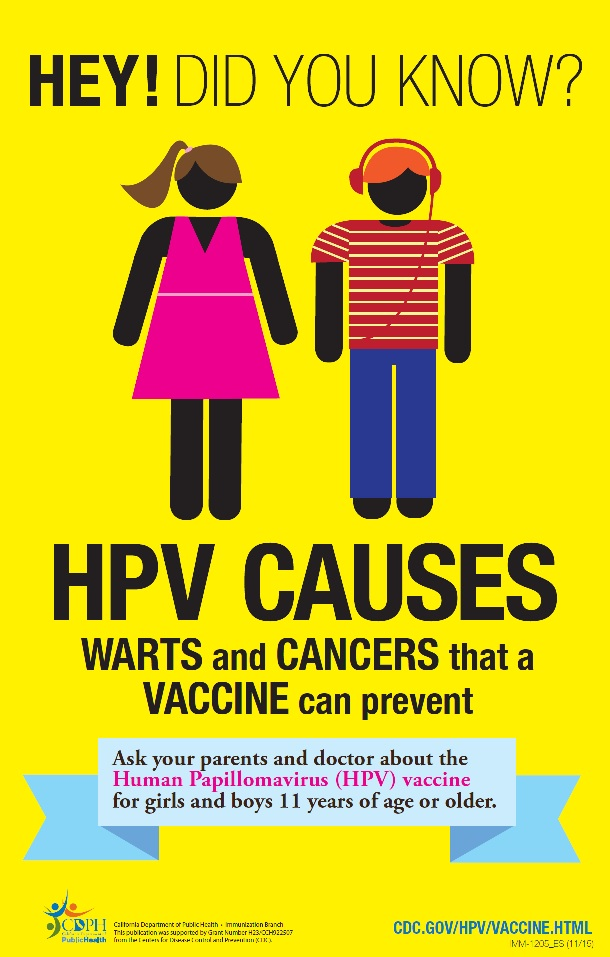 HEY! DID YOU KNOW?
HPV CAUSES
WARTS and CANCERS that a
VACCINE can prevent
Ask your parents and doctor about the
Human Papillomavirus (HPV) vaccine
for girls and boys 11 years of age or older.
CDPH
PublicHealth
California Department of Public Health • Immunization Branch
This publication was supported by Grant Number H23/CCH922507
from the Centers for Disease Control and Prevention (CDC).
CDC.GOV/HPV/VACCINE.HTML
IMM-1205_ES (11/15)